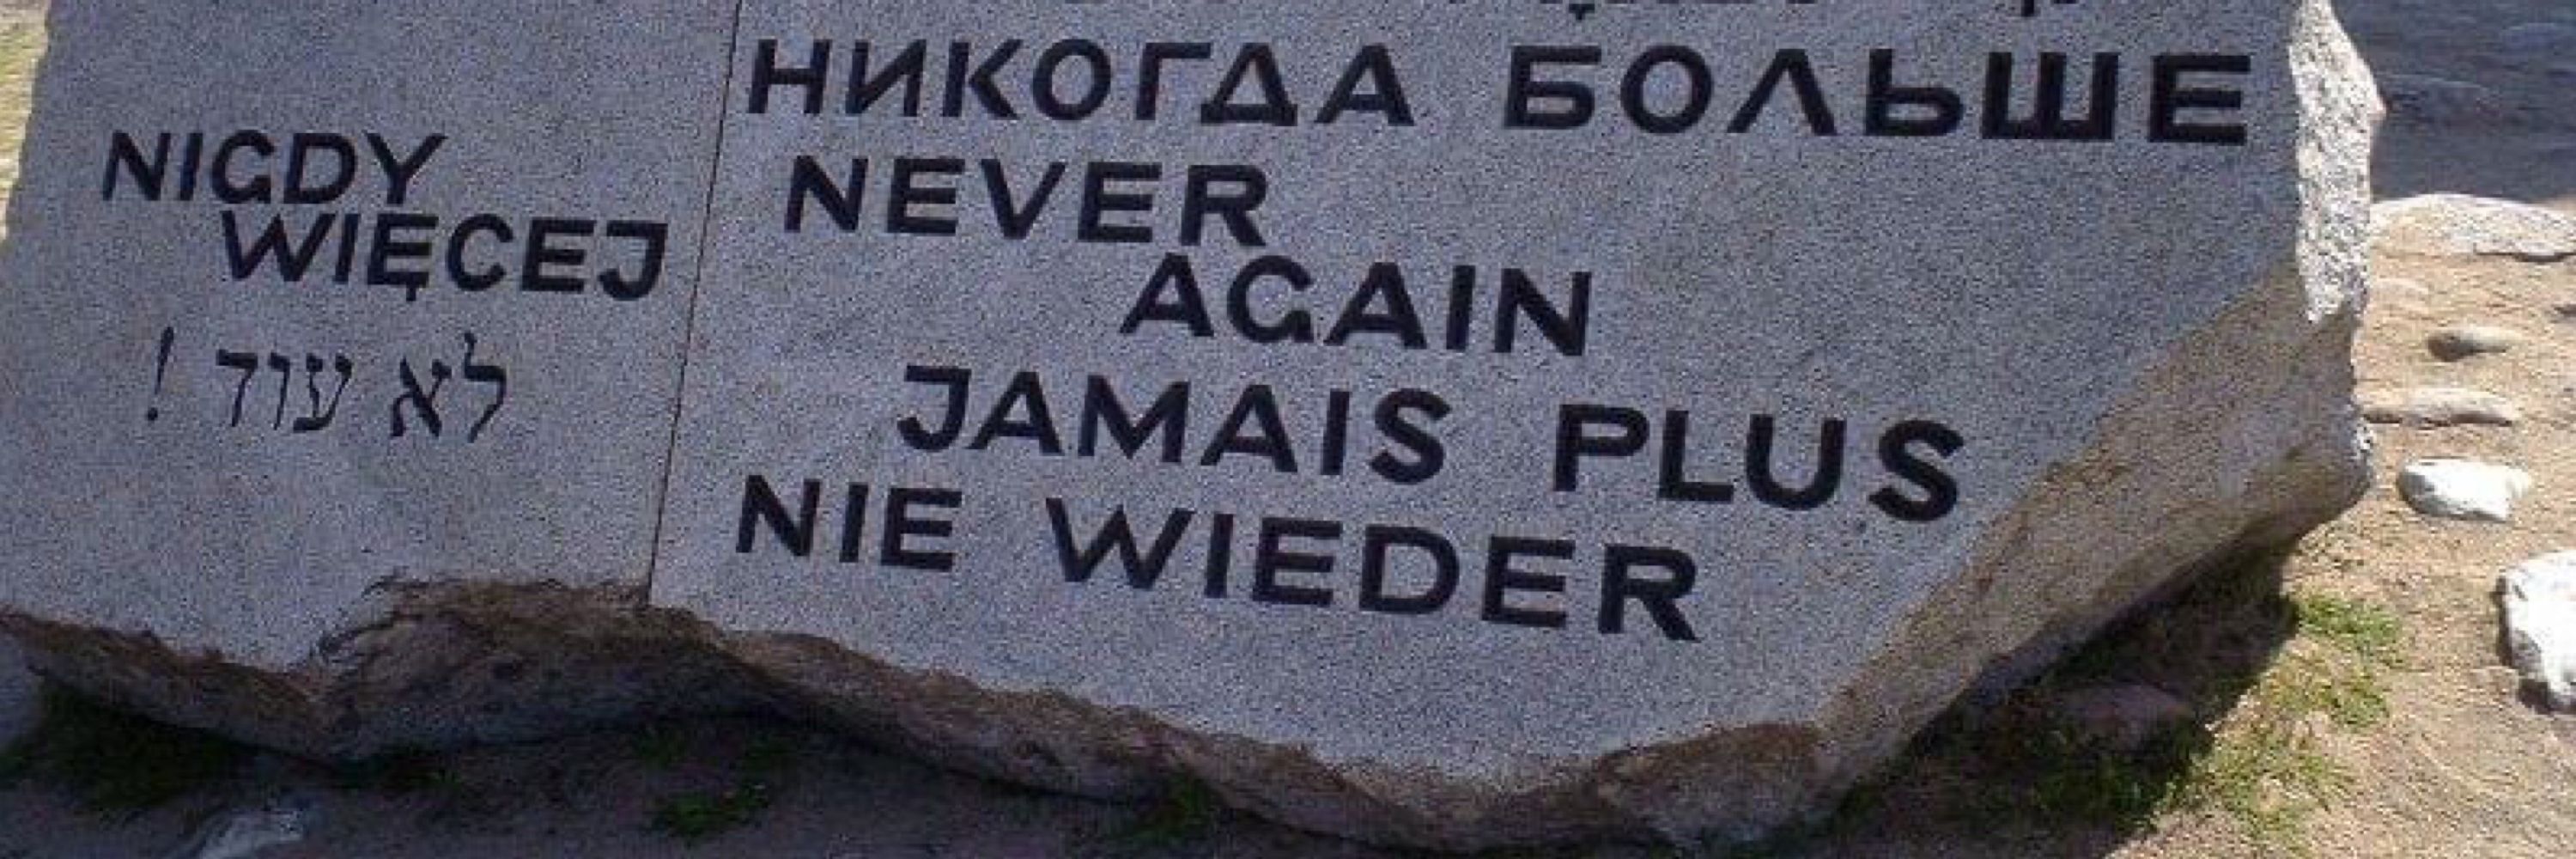 NIGDY
WIĘCEJ
לא עוד !
НИКОГДА БОЛЬШЕ
NEVER
AGAIN
JAMAIS PLUS
NIE WIEDER